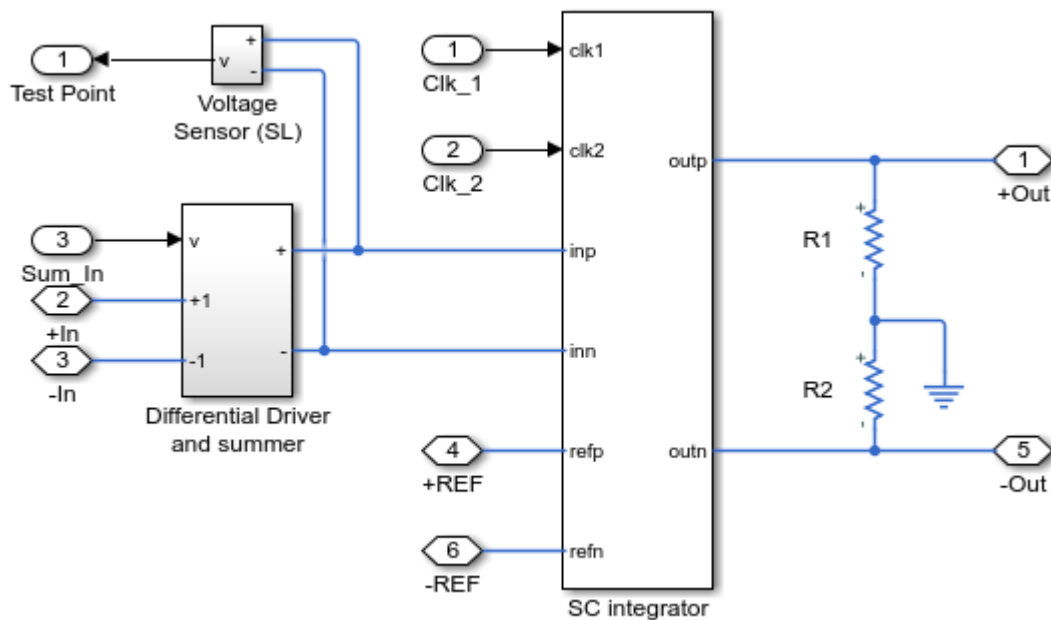 1
Test Point
v
+
-
Voltage
Sensor (SL)
1
Clk_1
2
Clk_2
3
Sum_In
2
+In
3
-In
v
+1
-1
+
-
Differential Driver
and summer
4
+REF
6
-REF
clk1
clk2
inp
inn
refp
refn
outp
outn
SC integrator
+
R1
-
+
R2
-
1
+Out
5
-Out